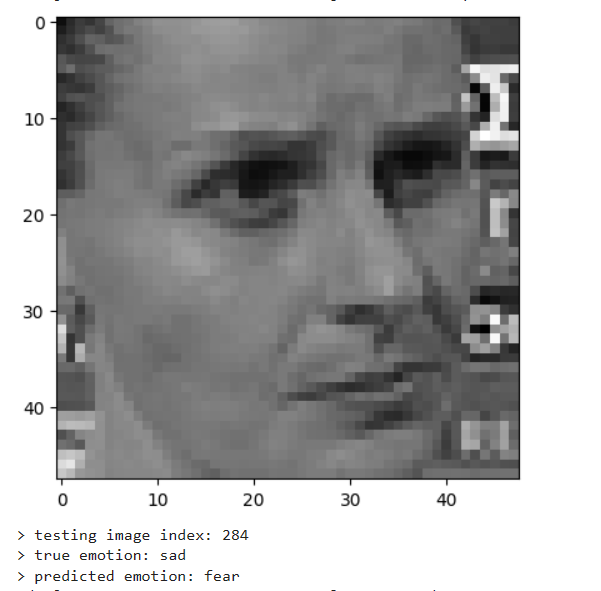 0
10
20
30
40
0 10 20 30 40
> testing image index: 284
> true emotion: sad
> predicted emotion: fear